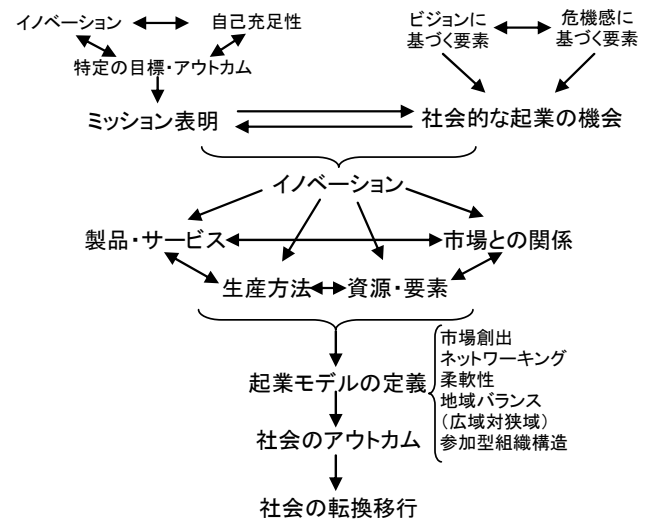 イノベーション
自己充足性
特定の目標・アウトカム
ミッション表明
ビジョンに
基づく要素
危機感に
基づく要素
社会的な起業の機会
イノベーション
製品・サービス
市場との関係
生産方法
資源・要素
起業モデルの定義
市場創出
ネットワーキング
柔軟性
地域バランス
(広域対狭域)
参加型組織構造
社会のアウトカム
社会の転換移行